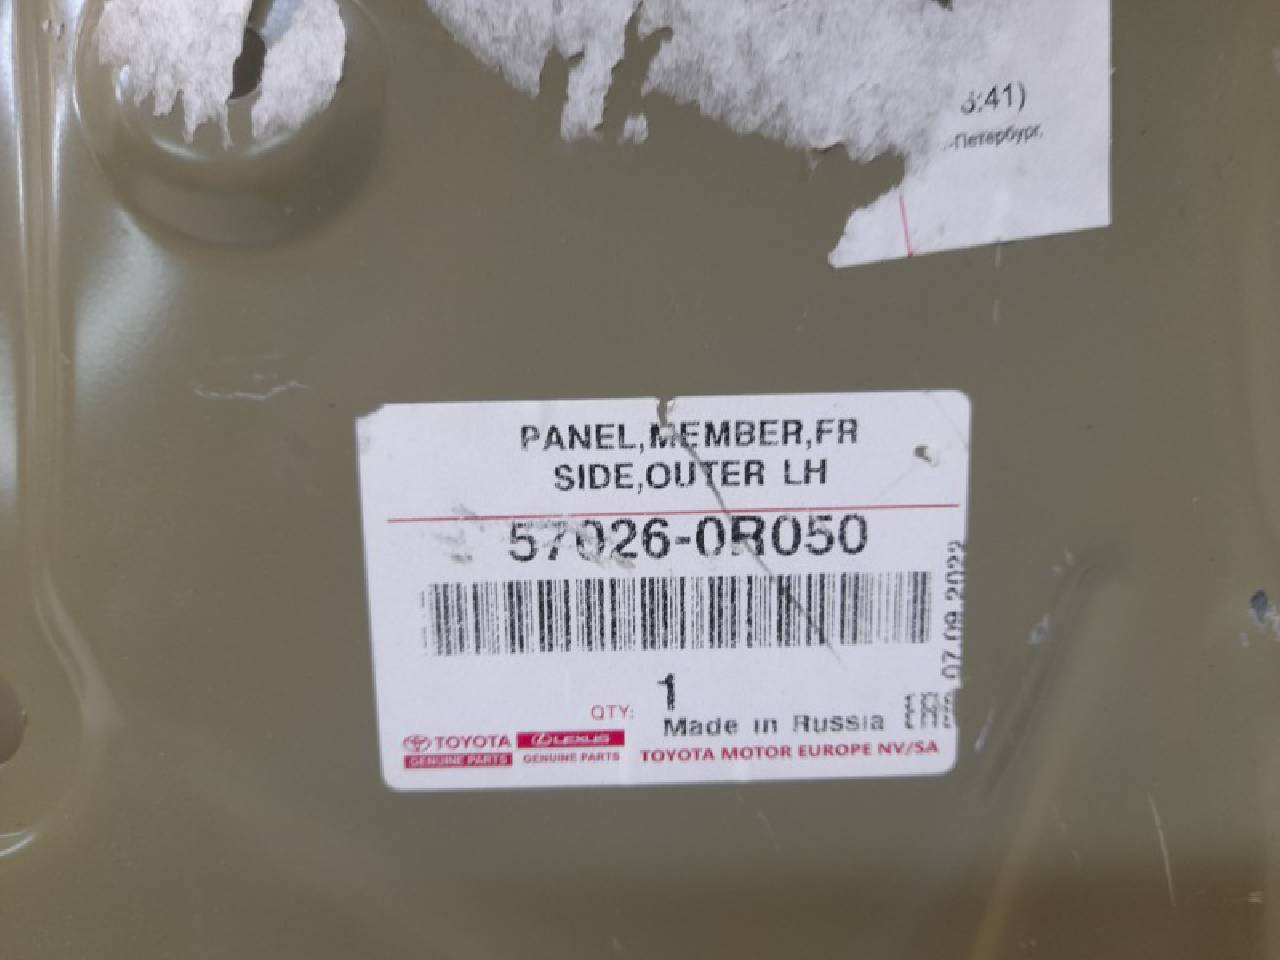 :41)
-Петербург,
PANEL,MEMBER,FR
SIDE,OUTER LH
57026-0R050
07.09.2022
1
QTY:
Made in Russia
EAC
TOYOTA
GENUINE PARTS
LEXUS
GENUINE PARTS
TOYOTA MOTOR EUROPE NV/SA